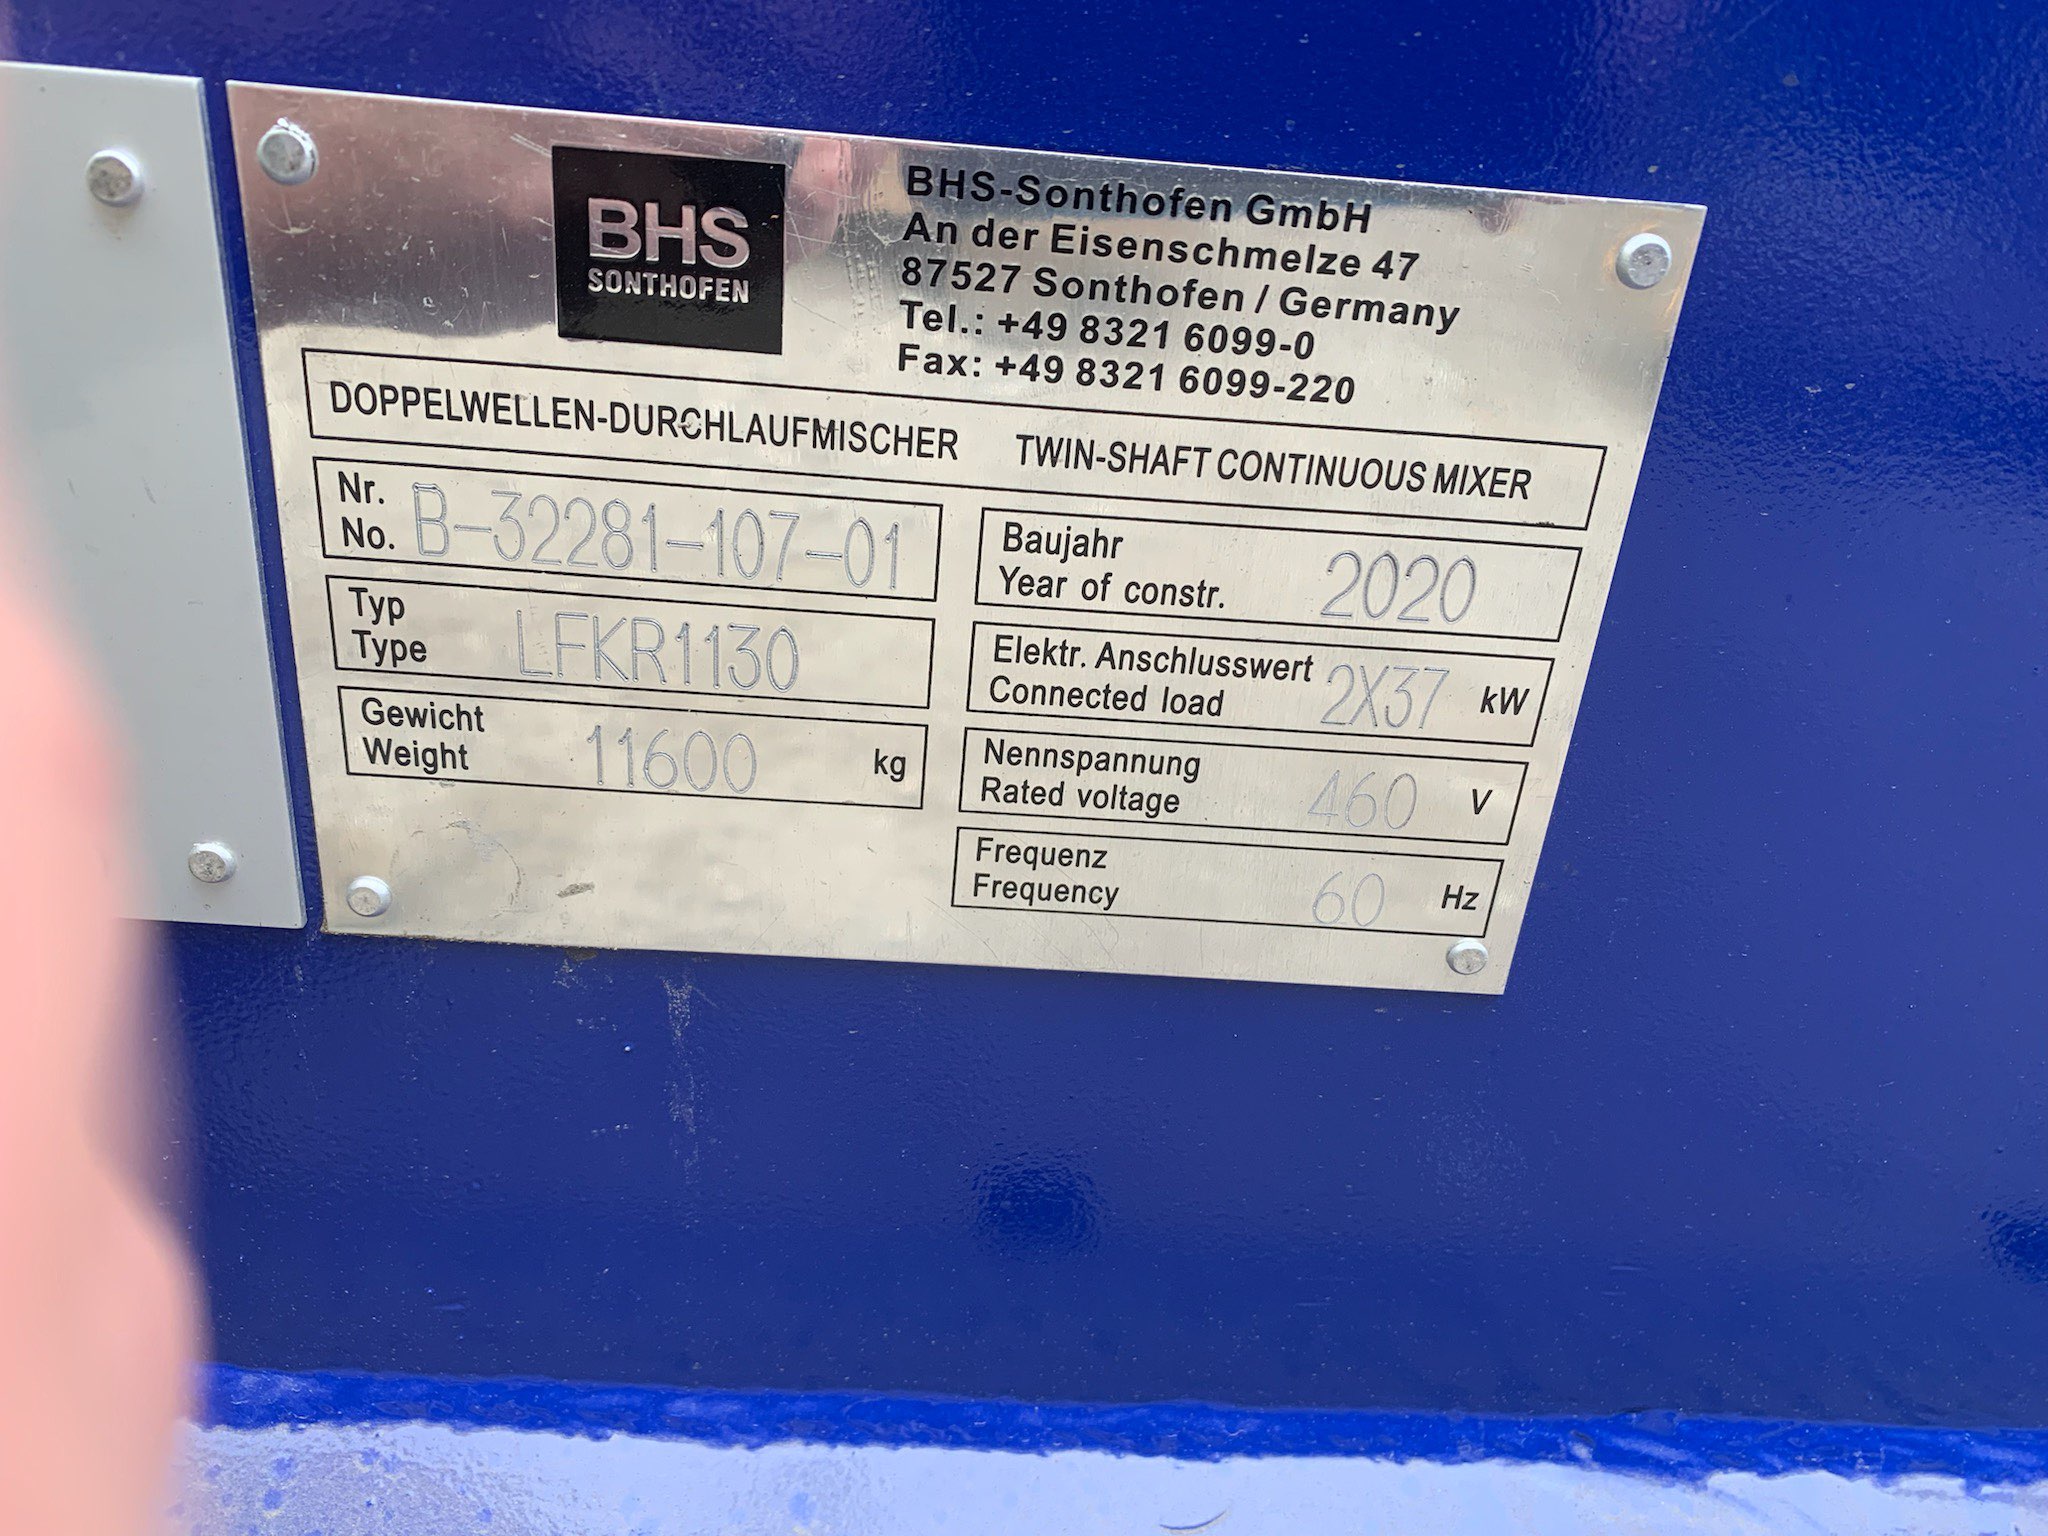 BHS
SONTHOFEN
BHS-Sonthofen GmbH
An der Eisenschmelze 47
87527 Sonthofen / Germany
Tel.: +49 8321 6099-0
Fax: +49 8321 6099-220
DOPPELWELLEN-DURCHLAUFMISCHER TWIN-SHAFT CONTINUOUS MIXER
Nr.
No. B-32281-107-01
Baujahr
Year of constr. 2020
Typ
Type LFKR1130
Elektr. Anschlusswert
Connected load 2X37 kW
Gewicht
Weight 11600 kg
Nennspannung
Rated voltage 460 V
Frequenz
Frequency 60 Hz